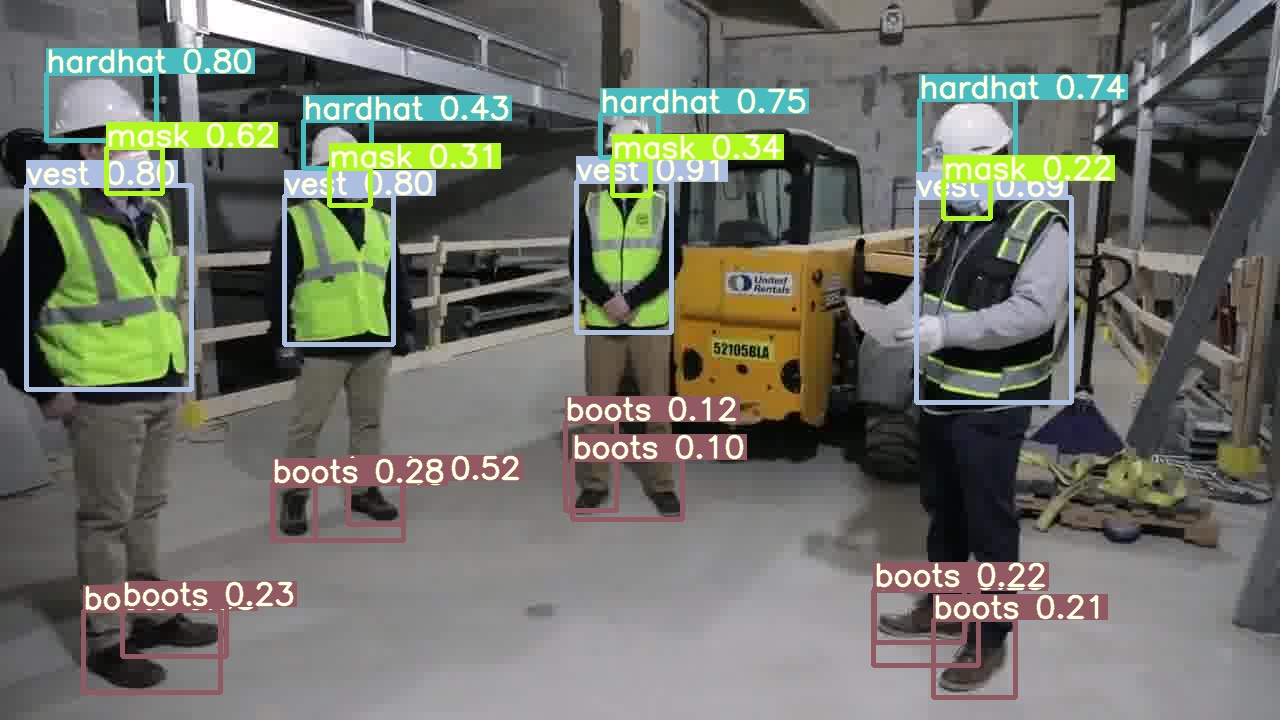 hardhat 0.80
hardhat 0.43
hardhat 0.75
hardhat 0.74
mask 0.62
mask 0.31
mask 0.34
mask 0.22
vest 0.80
vest 0.80
vest 0.91
vest 0.69
United
Rentals
52105BLA
boots 0.12
boots 0.10
boots 0.28
0.52
boots 0.23
boots 0.22
boots 0.21